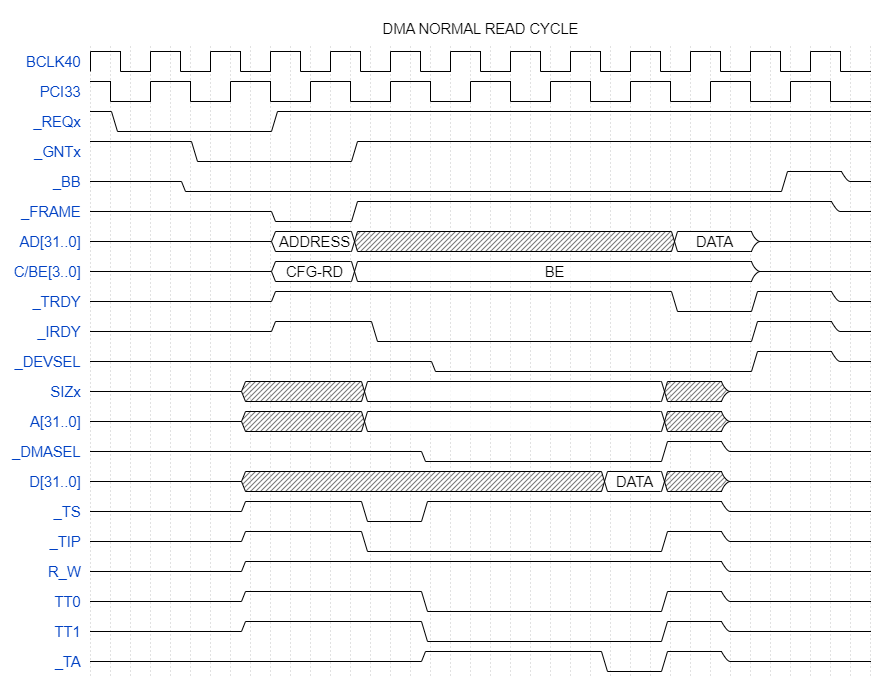 DMA NORMAL READ CYCLE
BCLK40
PCI33
_REQx
_GNTx
_BB
_FRAME
AD[31..0] ADDRESS DATA
C/BE[3..0] CFG-RD BE
_TRDY
_IRDY
_DEVSEL
SIZx
A[31..0]
_DMASEL
D[31..0] DATA
_TS
_TIP
R_W
TT0
TT1
_TA